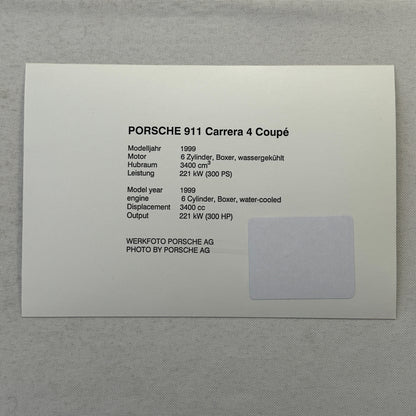 PORSCHE 911 Carrera 4 Coupé
Modelljahr 1999
Motor 6 Zylinder, Boxer, wassergekühlt
Hubraum 3400 cm³
Leistung 221 kW (300 PS)
Model year 1999
engine 6 Cylinder, Boxer, water-cooled
Displacement 3400 cc
Output 221 kW (300 HP)
WERKFOTO PORSCHE AG
PHOTO BY PORSCHE AG